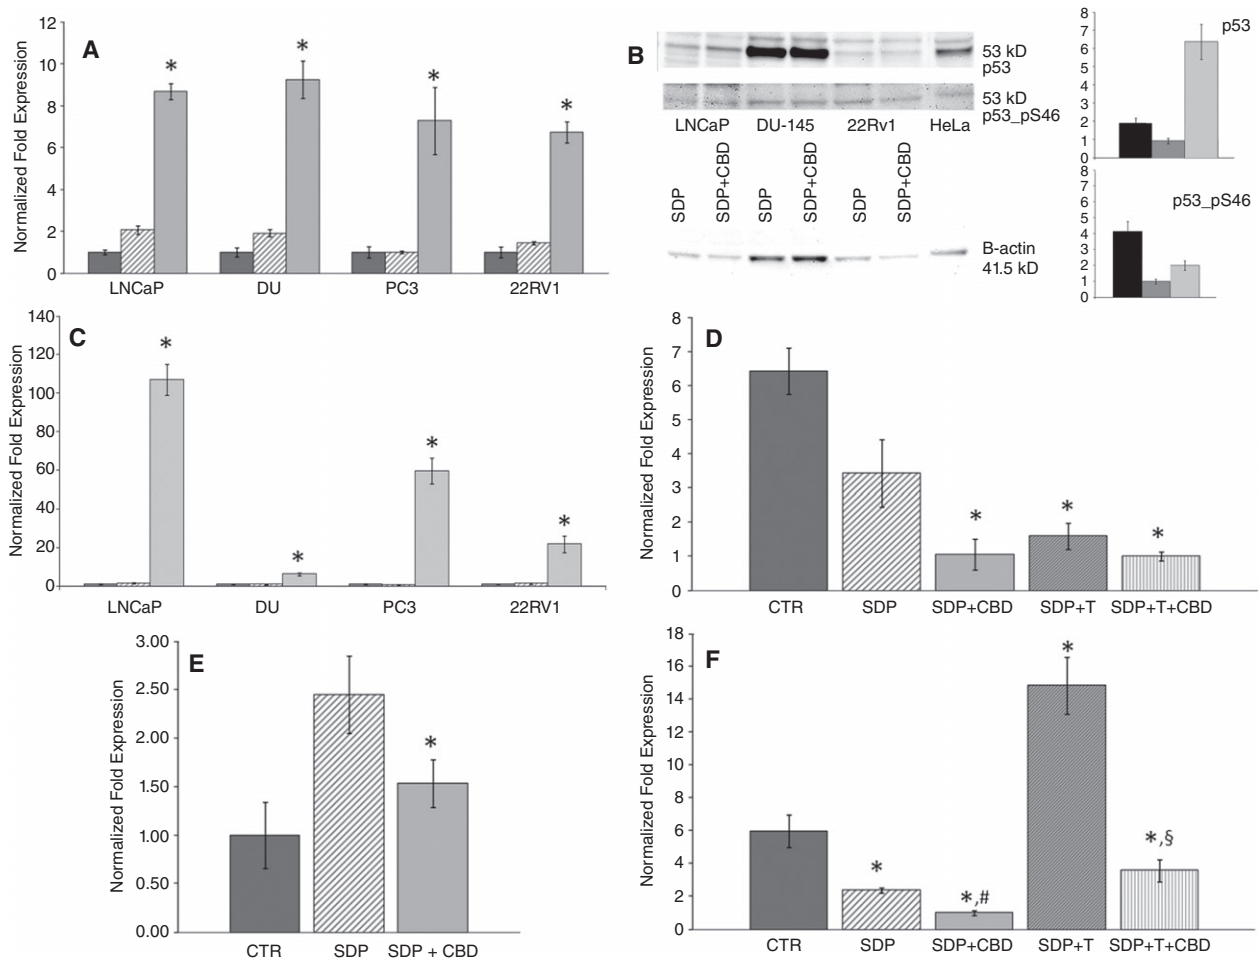 A
Normalized Fold Expression
12
10
8
6
4
2
0
*
*
*
*
LNCaP DU PC3 22RV1
B
53 kD
p53
53 kD
p53_pS46
LNCaP DU-145 22Rv1 HeLa
SDP
SDP+CBD
SDP
SDP+CBD
SDP
SDP+CBD
B-actin
41.5 kD
p53
8
7
6
5
4
3
2
1
0
p53_pS46
8
7
6
5
4
3
2
1
0
C
Normalized Fold Expression
140
120
100
80
60
40
20
0
*
*
*
*
LNCaP DU PC3 22RV1
D
Normalized Fold Expression
8
7
6
5
4
3
2
1
0
*
*
*
CTR SDP SDP+CBD SDP+T SDP+T+CBD
E
Normalized Fold Expression
3.00
2.50
2.00
1.50
1.00
0.50
0.00
*
CTR SDP SDP + CBD
F
Normalized Fold Expression
18
16
14
12
10
8
6
4
2
0
*
*,#
*
*,§
CTR SDP SDP+CBD SDP+T SDP+T+CBD